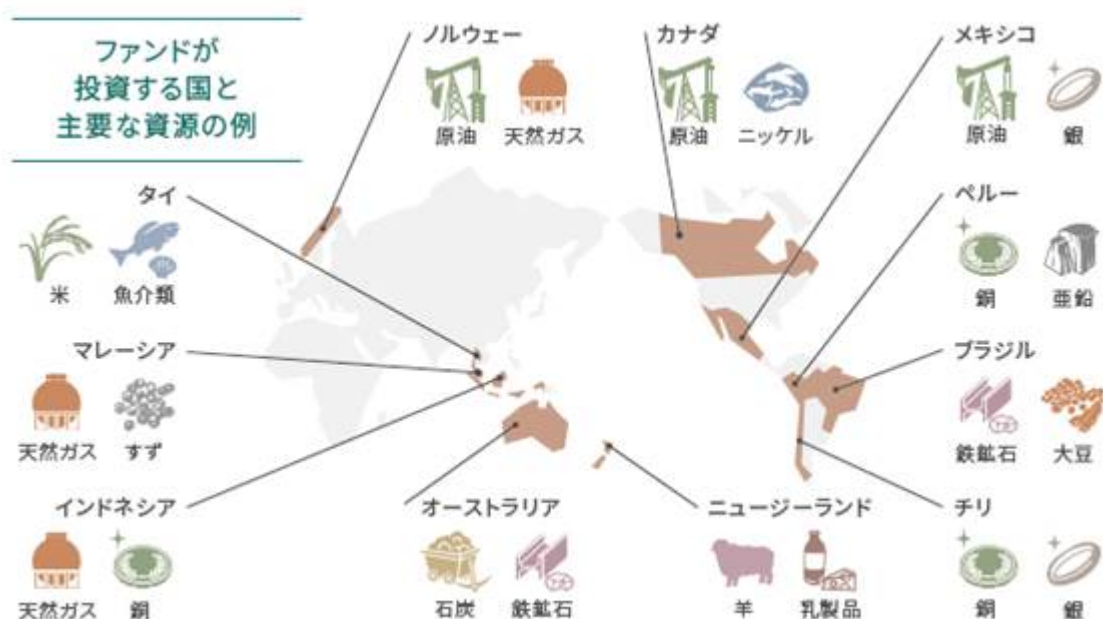 ファンドが
投資する国と
主要な資源の例
ノルウェー
原油 天然ガス
カナダ
原油 ニッケル
メキシコ
原油 銀
タイ
米 魚介類
ペルー
銅 亜鉛
マレーシア
天然ガス すず
ブラジル
鉄鉱石 大豆
インドネシア
天然ガス 銅
オーストラリア
石炭 鉄鉱石
ニュージーランド
羊 乳製品
チリ
銅 銀